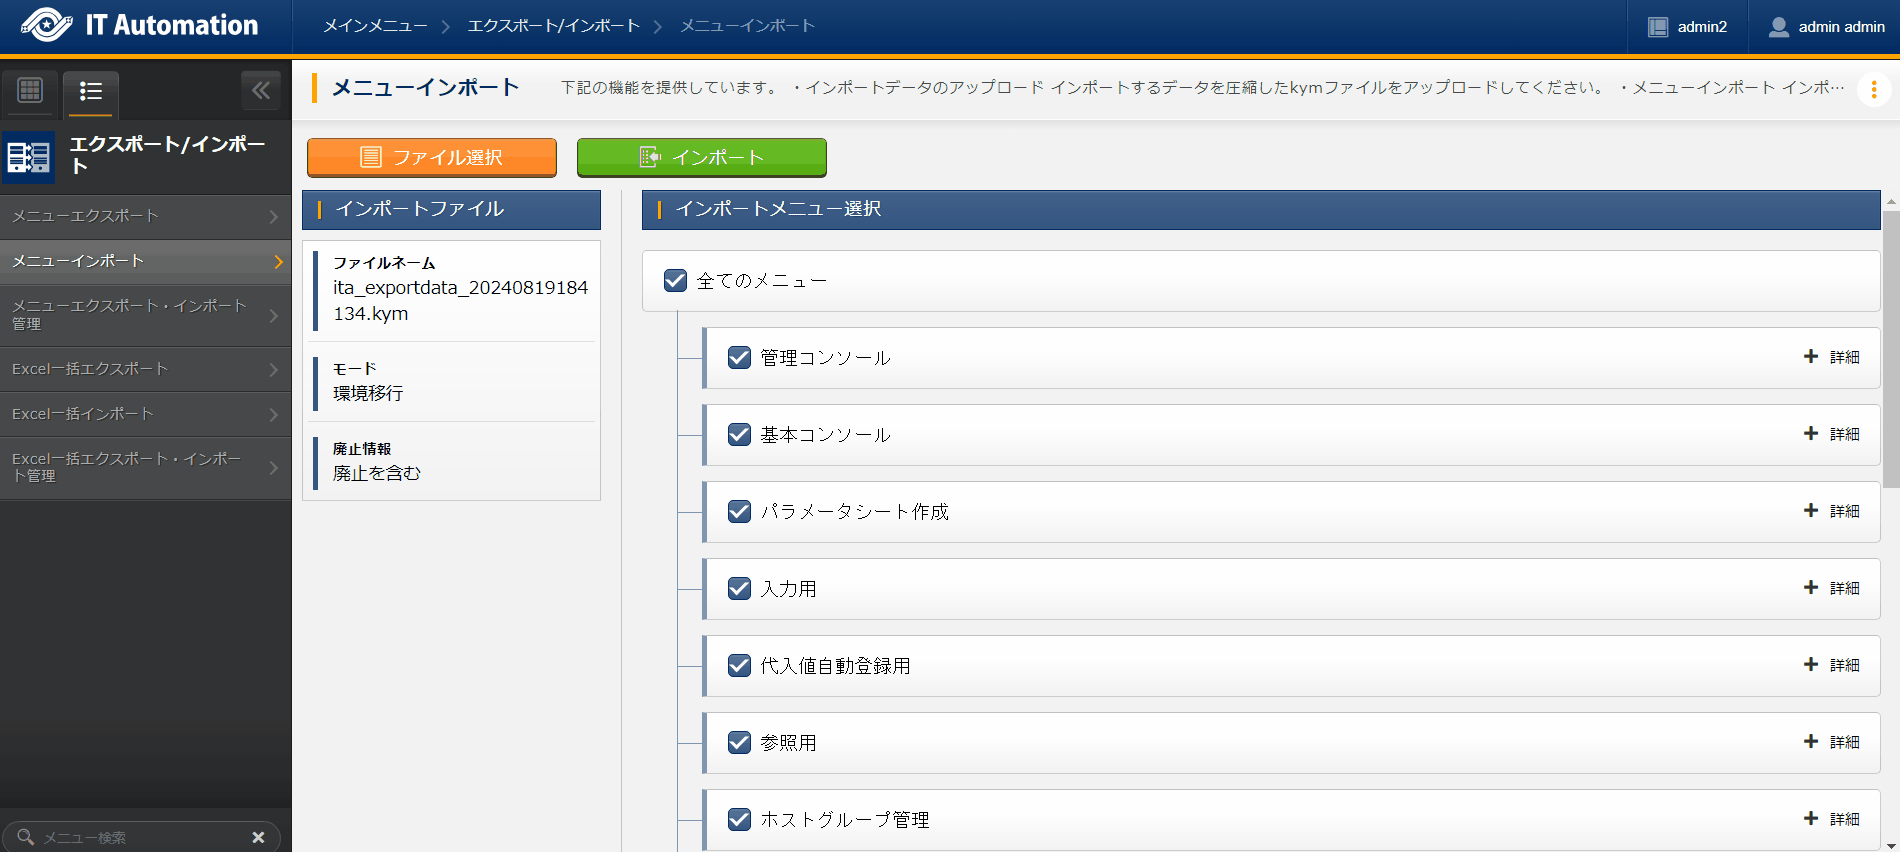 IT Automation
メインメニュー
エクスポート/インポート
メニューインポート
admin2
admin admin
エクスポート/インポー
ト
メニューエクスポート
メニューインポート
メニューエクスポート・インポート
管理
Excel一括エクスポート
Excel一括インポート
Excel一括エクスポート・インポー
ト管理
メニュー検索
メニューインポート
下記の機能を提供しています。 ・インポートデータのアップロード インポートするデータを圧縮したkymファイルをアップロードしてください。 ・メニューインポート インポ…
ファイル選択
インポート
インポートファイル
ファイルネーム
ita_exportdata_20240819184
134.kym
モード
環境移行
廃止情報
廃止を含む
インポートメニュー選択
全てのメニュー
管理コンソール
詳細
基本コンソール
詳細
パラメータシート作成
詳細
入力用
詳細
代入値自動登録用
詳細
参照用
詳細
ホストグループ管理
詳細